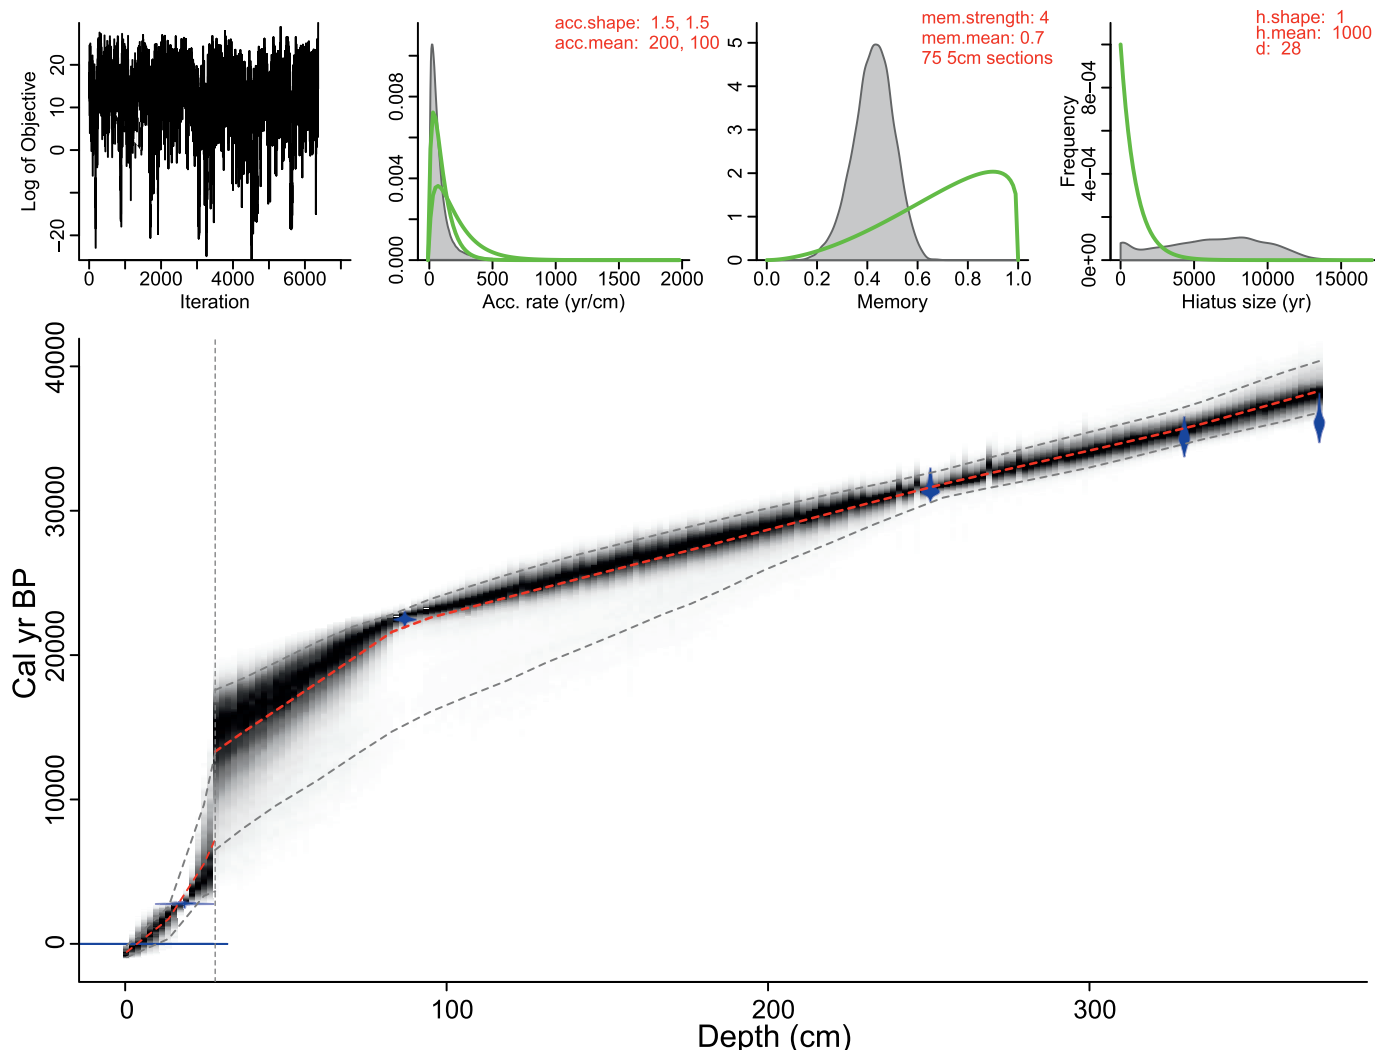 Log of Objective
20
10
0
−20
0 2000 4000 6000
Iteration
acc.shape: 1.5, 1.5
acc.mean: 200, 100
0.008
0.004
0.000
0 500 1000 1500 2000
Acc. rate (yr/cm)
mem.strength: 4
mem.mean: 0.7
75 5cm sections
5
4
3
2
1
0
0.0 0.2 0.4 0.6 0.8 1.0
Memory
h.shape: 1
h.mean: 1000
d: 28
Frequency
8e−04
4e−04
0e+00
0 5000 10000 15000
Hiatus size (yr)
Cal yr BP
40000
30000
20000
10000
0
0 100 200 300
Depth (cm)